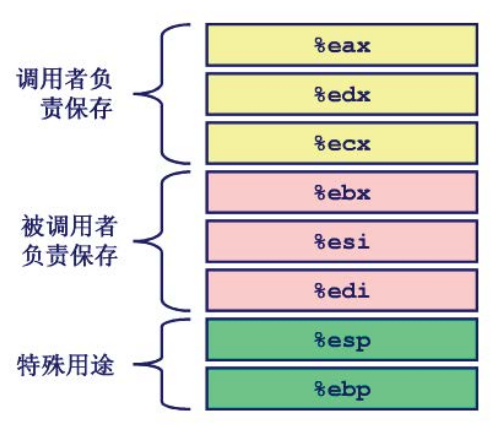 调用者负
责保存
%eax
%edx
%ecx
被调用者
负责保存
%ebx
%esi
%edi
特殊用途
%esp
%ebp